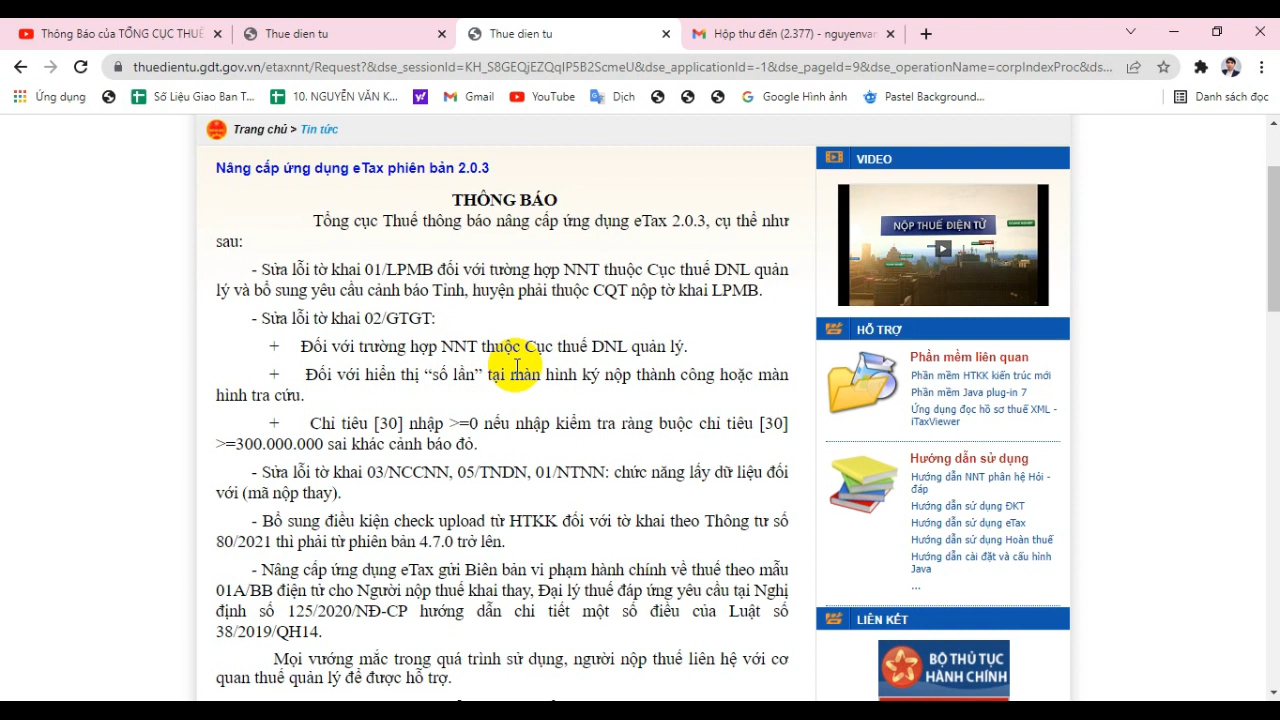 Thông Báo của TỔNG CỤC THUẾ
Thue dien tu
Thue dien tu
Hộp thư đến (2.377) - nguyenvan
thuedientu.gdt.gov.vn/etaxnnt/Request?&dse_sessionId=KH_S8GEQjEZQqIP5B2ScmeU&dse_applicationId=-1&dse_pageId=9&dse_operationName=corpIndexProc&ds...
Ứng dụng
Số Liệu Giao Ban T...
10. NGUYỄN VĂN K...
Gmail
YouTube
Dịch
Google Hình ảnh
Pastel Background...
Danh sách đọc
Trang chủ > Tin tức
Nâng cấp ứng dụng eTax phiên bản 2.0.3
THÔNG BÁO
Tổng cục Thuế thông báo nâng cấp ứng dụng eTax 2.0.3, cụ thể như
sau:
- Sửa lỗi tờ khai 01/LPMB đối với tường hợp NNT thuộc Cục thuế DNL quản
lý và bổ sung yêu cầu cảnh báo Tỉnh, huyện phải thuộc CQT nộp tờ khai LPMB.
- Sửa lỗi tờ khai 02/GTGT:
+ Đối với trường hợp NNT thuộc Cục thuế DNL quản lý.
+ Đối với hiển thị “số lần” tại màn hình ký nộp thành công hoặc màn
hình tra cứu.
+ Chỉ tiêu [30] nhập >=0 nếu nhập kiểm tra ràng buộc chỉ tiêu [30]
>=300.000.000 sai khác cảnh báo đỏ.
- Sửa lỗi tờ khai 03/NCCNN, 05/TNDN, 01/NTNN: chức năng lấy dữ liệu đối
với (mã nộp thay).
- Bổ sung điều kiện check upload từ HTKK đối với tờ khai theo Thông tư số
80/2021 thì phải từ phiên bản 4.7.0 trở lên.
- Nâng cấp ứng dụng eTax gửi Biên bản vi phạm hành chính về thuế theo mẫu
01A/BB điện tử cho Người nộp thuế khai thay, Đại lý thuế đáp ứng yêu cầu tại Nghị
định số 125/2020/NĐ-CP hướng dẫn chi tiết một số điều của Luật số
38/2019/QH14.
Mọi vướng mắc trong quá trình sử dụng, người nộp thuế liên hệ với cơ
quan thuế quản lý để được hỗ trợ.
VIDEO
NỘP THUẾ ĐIỆN TỬ
HỖ TRỢ
Phần mềm liên quan
Phần mềm HTKK kiến trúc mới
Phần mềm Java plug-in 7
Ứng dụng đọc hồ sơ thuế XML -
iTaxViewer
Hướng dẫn sử dụng
Hướng dẫn NNT phân hệ Hỏi -
đáp
Hướng dẫn sử dụng ĐKT
Hướng dẫn sử dụng eTax
Hướng dẫn sử dụng Hoàn thuế
Hướng dẫn cài đặt và cấu hình
Java
...
LIÊN KẾT
BỘ THỦ TỤC
HÀNH CHÍNH